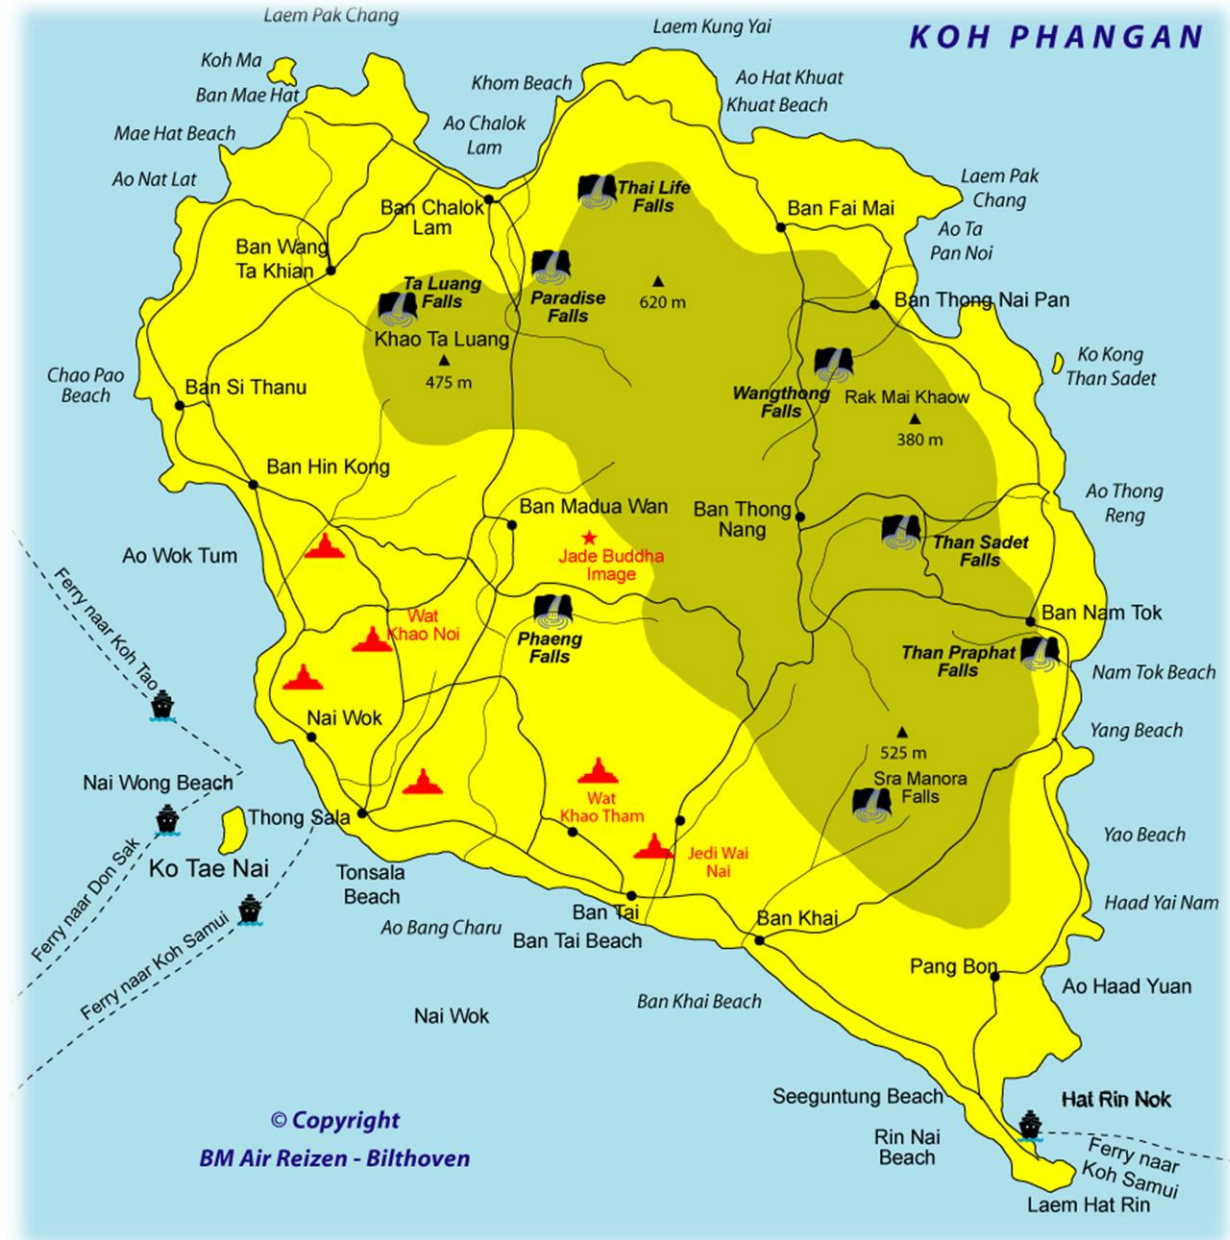 Laem Pak Chang
Laem Kung Yai
KOH PHANGAN
Koh Ma
Ban Mae Hat
Khom Beach
Ao Hat Khuat
Khuat Beach
Mae Hat Beach
Ao Chalok
Lam
Ao Nat Lat
Laem Pak
Chang
Thai Life
Falls
Ban Chalok
Lam
Ban Fai Mai
Ao Ta
Pan Noi
Ban Wang
Ta Khian
Ta Luang
Falls
Paradise
Falls
620 m
Ban Thong Nai Pan
Khao Ta Luang
475 m
Ko Kong
Than Sadet
Chao Pao
Beach
Ban Si Thanu
Wangthong
Falls
Rak Mai Khaow
380 m
Ban Hin Kong
Ban Madua Wan
Ban Thong
Nang
Ao Thong
Reng
Ao Wok Tum
Jade Buddha
Image
Than Sadet
Falls
Ferry naar Koh Tao
Wat
Khao Noi
Phaeng
Falls
Ban Nam Tok
Than Praphat
Falls
Nam Tok Beach
Nai Wok
Yang Beach
525 m
Nai Wong Beach
Sra Manora
Falls
Wat
Khao Tham
Thong Sala
Yao Beach
Ko Tae Nai
Jedi Wai
Nai
Tonsala
Beach
Ferry naar Don Sak
Ban Tai
Ban Khai
Haad Yai Nam
Ao Bang Charu
Ban Tai Beach
Ferry naar Koh Samui
Pang Bon
Ao Haad Yuan
Nai Wok
Ban Khai Beach
Seeguntung Beach
Hat Rin Nok
© Copyright
BM Air Reizen - Bilthoven
Rin Nai
Beach
Ferry naar
Koh Samui
Laem Hat Rin